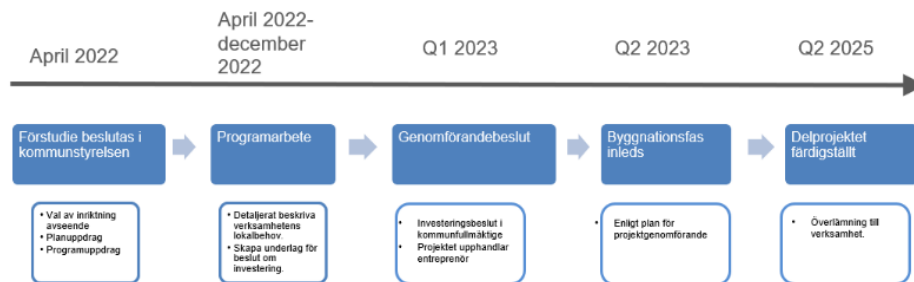 April 2022
April 2022-
december
2022
Q1 2023
Q2 2023
Q2 2025
Förstudie beslutas i
kommunstyrelsen
Programarbete
Genomförandebeslut
Byggnationsfas
inleds
Delprojektet
färdigställt
• Val av inriktning
avseende
• Planuppdrag
• Programuppdrag
• Detaljerat beskriva
verksamhetens
lokalbehov.
• Skapa underlag för
beslut om
investering.
• Investeringsbeslut i
kommunfullmäktige
• Projektet upphandlar
entreprenör
• Enligt plan för
projektgenomförande
• Överlämning till
verksamhet.